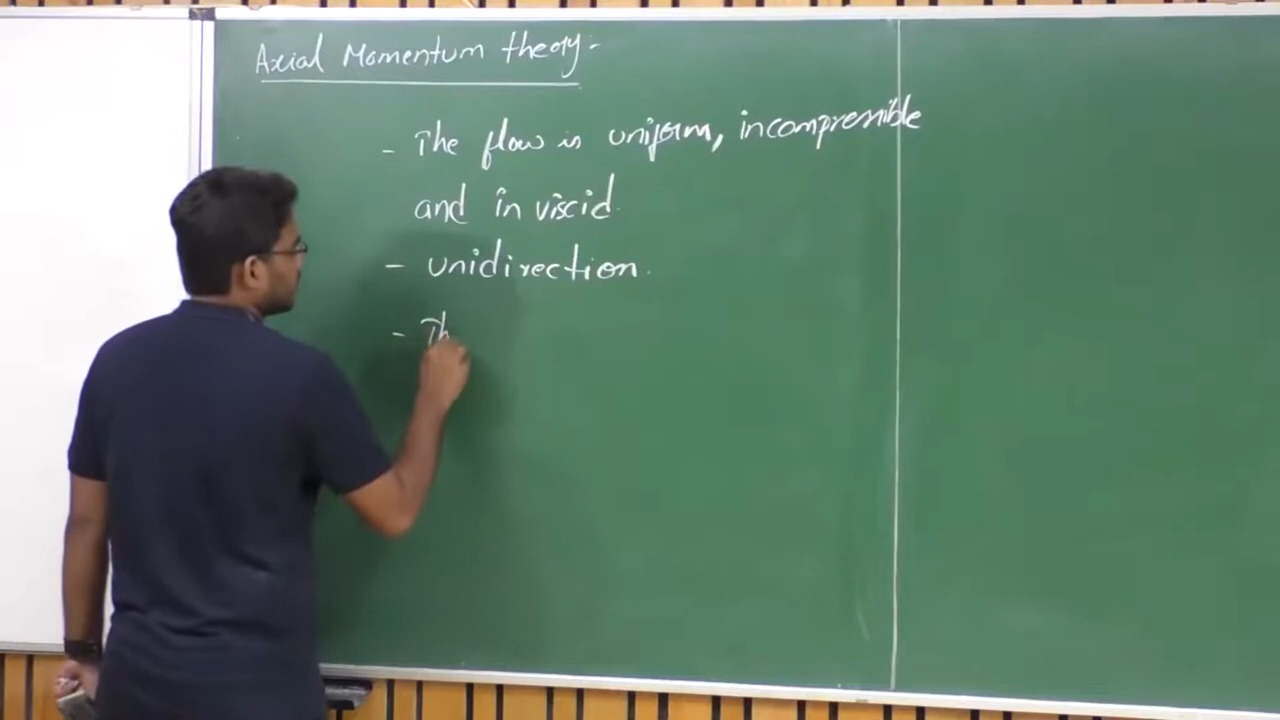 Axial Momentum theory:-
- The flow is uniform, incompressible
and in viscid.
- unidirection.
- Th